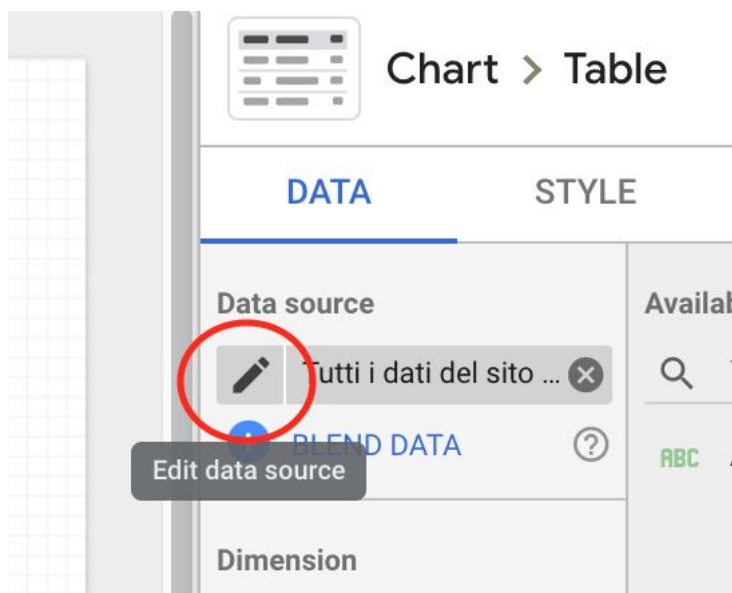 Chart > Table
DATA STYLE
Data source
Tutti i dati del sito ...
BLEND DATA
Edit data source
Dimension
Availab
ABC